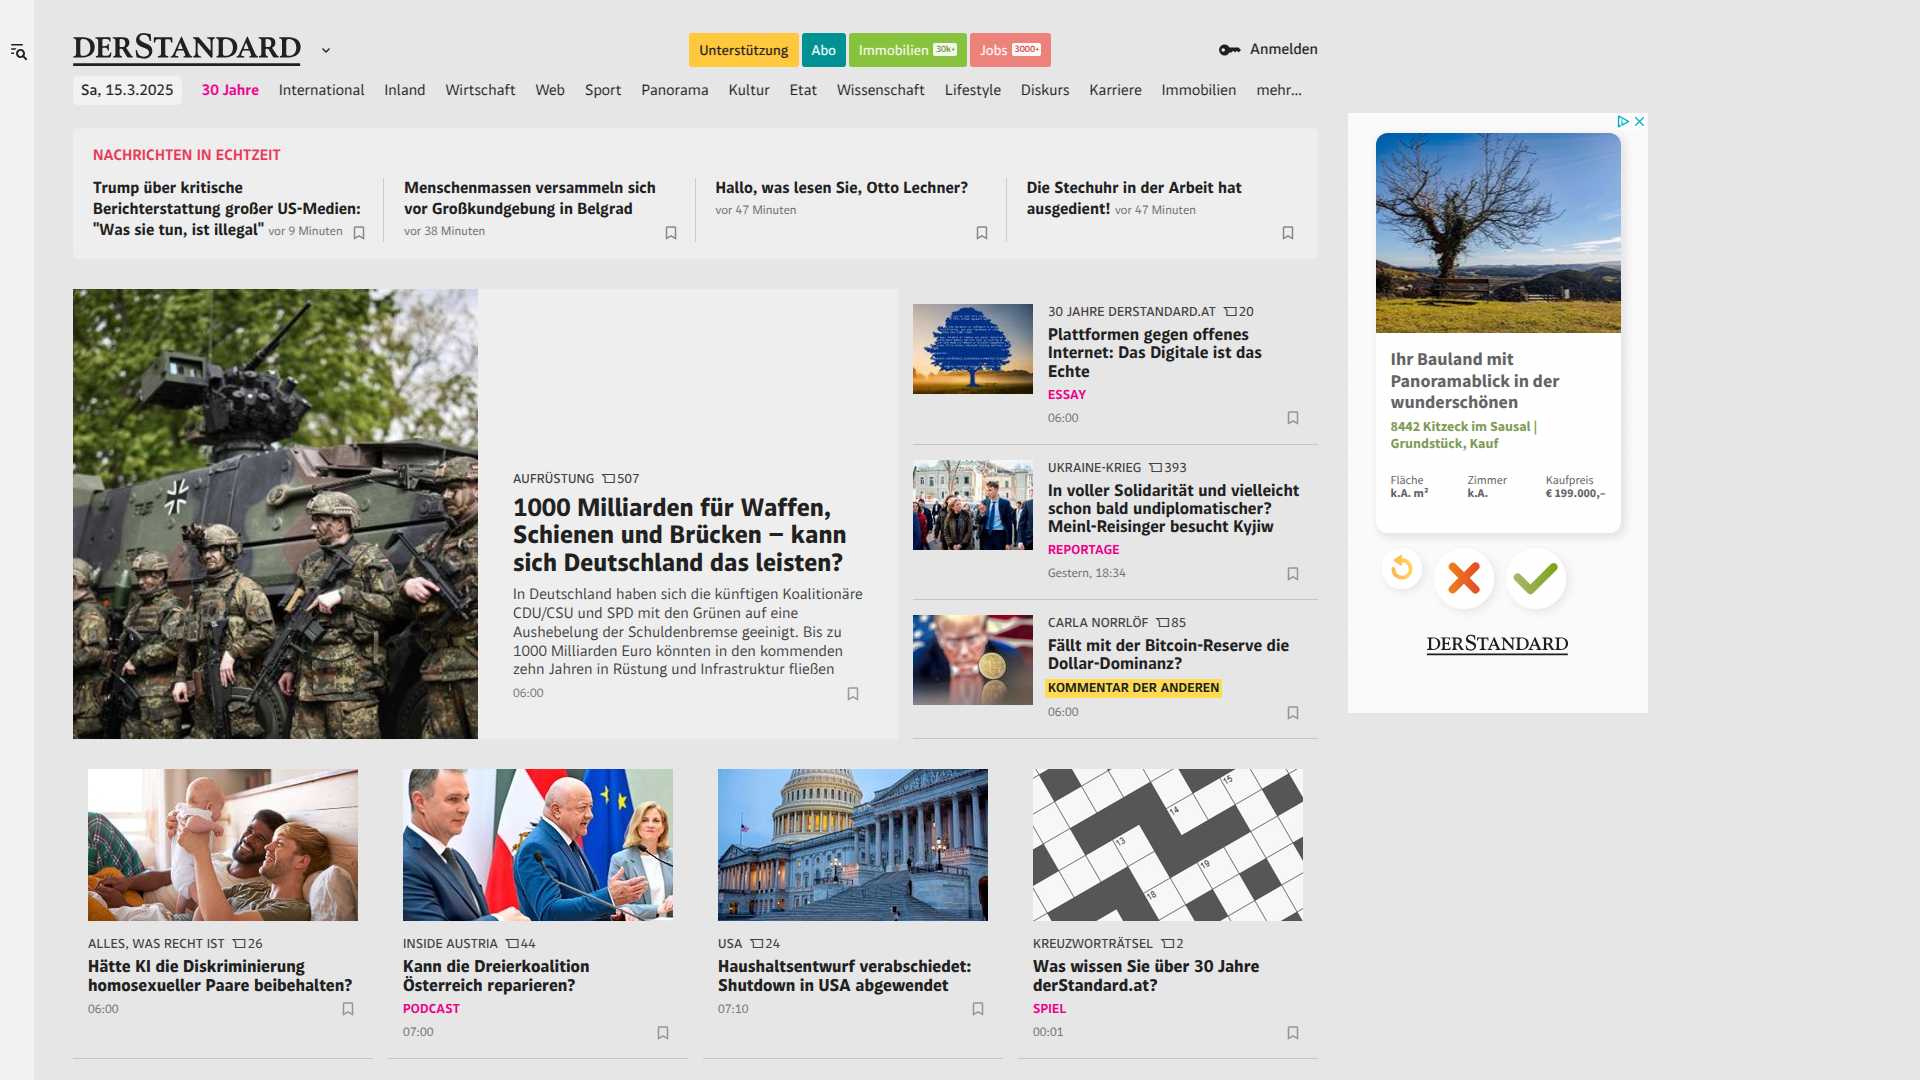 DERSTANDARD
Unterstützung
Abo
Immobilien 30k+
Jobs 3000+
Anmelden
Sa, 15.3.2025
30 Jahre
International
Inland
Wirtschaft
Web
Sport
Panorama
Kultur
Etat
Wissenschaft
Lifestyle
Diskurs
Karriere
Immobilien
mehr...
NACHRICHTEN IN ECHTZEIT
Trump über kritische
Berichterstattung großer US-Medien:
"Was sie tun, ist illegal" vor 9 Minuten
Menschenmassen versammeln sich
vor Großkundgebung in Belgrad
vor 38 Minuten
Hallo, was lesen Sie, Otto Lechner?
vor 47 Minuten
Die Stechuhr in der Arbeit hat
ausgedient! vor 47 Minuten
AUFRÜSTUNG 507
1000 Milliarden für Waffen,
Schienen und Brücken – kann
sich Deutschland das leisten?
In Deutschland haben sich die künftigen Koalitionäre
CDU/CSU und SPD mit den Grünen auf eine
Aushebelung der Schuldenbremse geeinigt. Bis zu
1000 Milliarden Euro könnten in den kommenden
zehn Jahren in Rüstung und Infrastruktur fließen
06:00
30 JAHRE DERSTANDARD.AT 20
Plattformen gegen offenes
Internet: Das Digitale ist das
Echte
ESSAY
06:00
UKRAINE-KRIEG 393
In voller Solidarität und vielleicht
schon bald undiplomatischer?
Meinl-Reisinger besucht Kyjiw
REPORTAGE
Gestern, 18:34
CARLA NORRLÖF 85
Fällt mit der Bitcoin-Reserve die
Dollar-Dominanz?
KOMMENTAR DER ANDEREN
06:00
ALLES, WAS RECHT IST 26
Hätte KI die Diskriminierung
homosexueller Paare beibehalten?
06:00
INSIDE AUSTRIA 44
Kann die Dreierkoalition
Österreich reparieren?
PODCAST
07:00
USA 24
Haushaltsentwurf verabschiedet:
Shutdown in USA abgewendet
07:10
15
14
13
19
18
KREUZWORTRÄTSEL 2
Was wissen Sie über 30 Jahre
derStandard.at?
SPIEL
00:01
Ihr Bauland mit
Panoramablick in der
wunderschönen
8442 Kitzeck im Sausal |
Grundstück, Kauf
Fläche
k.A. m²
Zimmer
k.A.
Kaufpreis
€ 199.000,–
DERSTANDARD